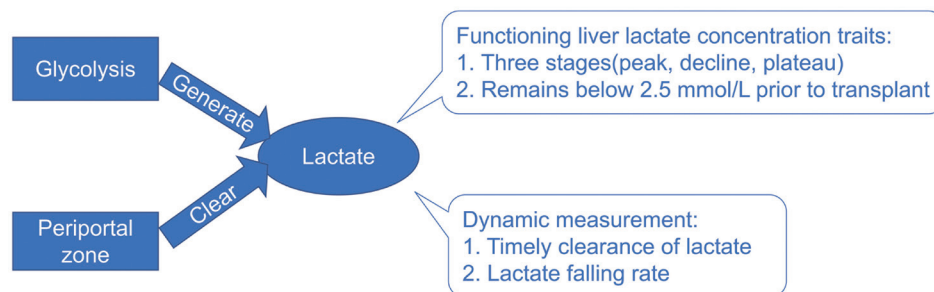 Glycolysis
Generate
Lactate
Clear
Periportal
zone
Functioning liver lactate concentration traits:
1. Three stages(peak, decline, plateau)
2. Remains below 2.5 mmol/L prior to transplant
Dynamic measurement:
1. Timely clearance of lactate
2. Lactate falling rate